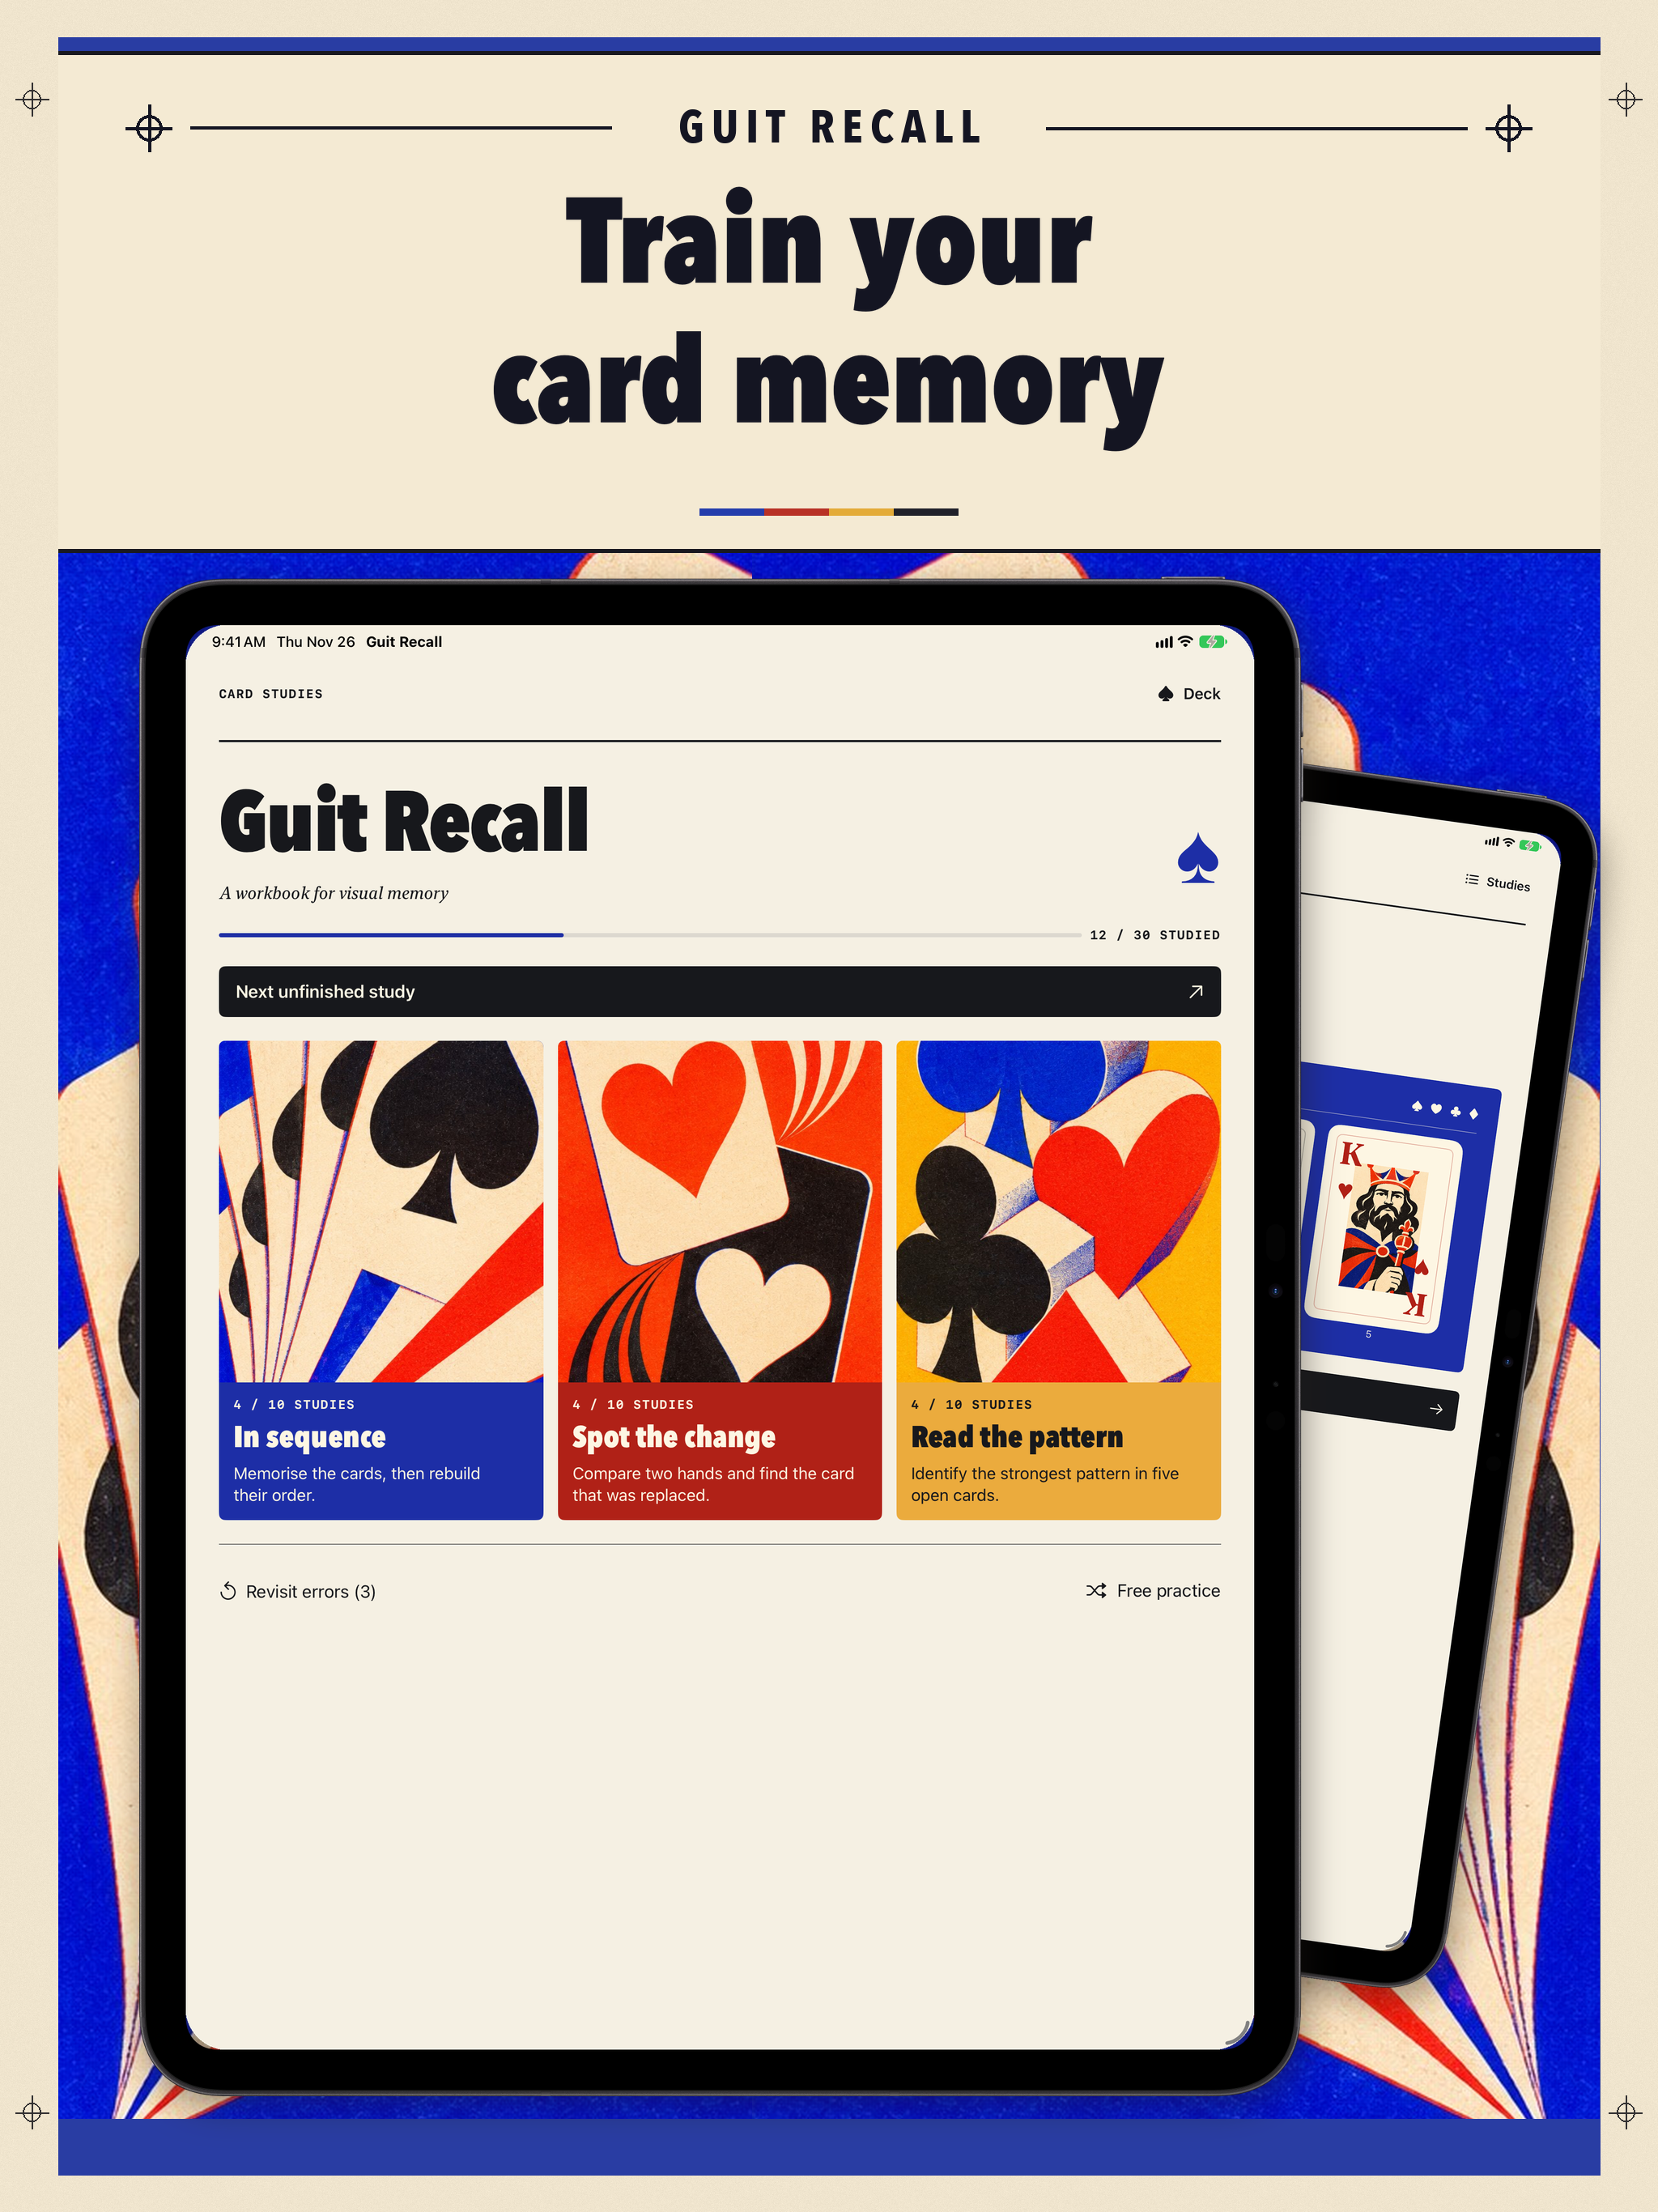 GUIT RECALL
Train your
card memory
9:41 AM Thu Nov 26 Guit Recall
CARD STUDIES
Deck
Guit Recall
A workbook for visual memory
12 / 30 STUDIED
Next unfinished study
4 / 10 STUDIES
In sequence
Memorise the cards, then rebuild
their order.
4 / 10 STUDIES
Spot the change
Compare two hands and find the card
that was replaced.
4 / 10 STUDIES
Read the pattern
Identify the strongest pattern in five
open cards.
Revisit errors (3)
Free practice
Studies
K
K
5